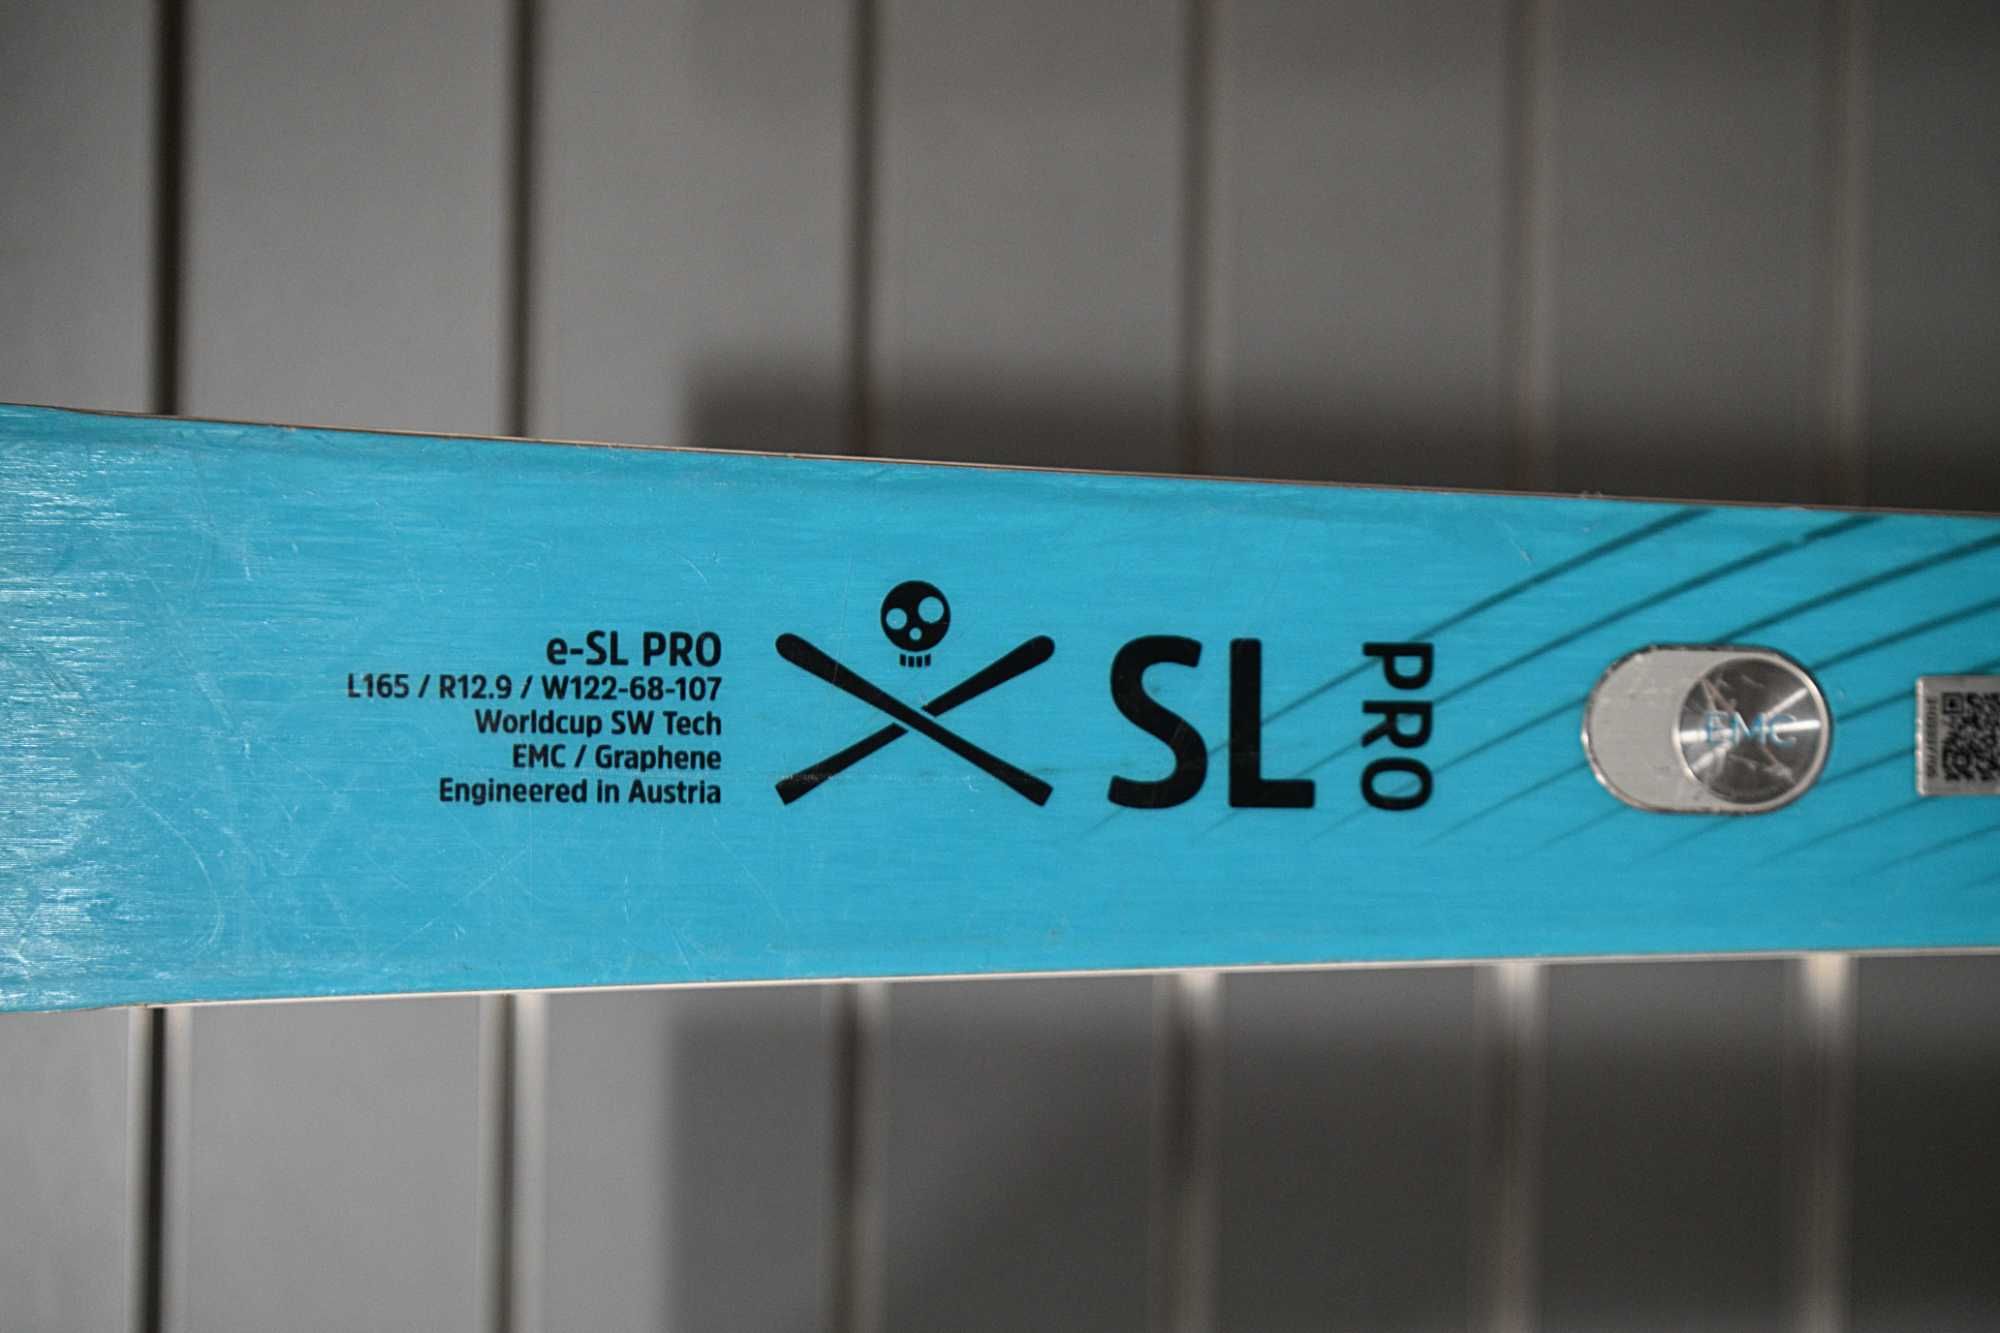 e-SL PRO
L165 / R12.9 / W122-68-107
Worldcup SW Tech
EMC / Graphene
Engineered in Austria
SL
PRO
EMC